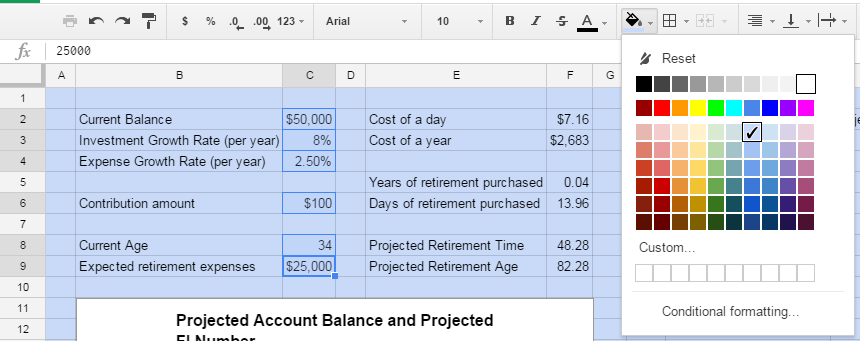 $ % .0 .00 123 Arial 10 B I S A
fx 25000
A B C D E F G
Reset
1
2 Current Balance $50,000 Cost of a day $7.16
3 Investment Growth Rate (per year) 8% Cost of a year $2,683
4 Expense Growth Rate (per year) 2.50%
5 Years of retirement purchased 0.04
6 Contribution amount $100 Days of retirement purchased 13.96
7
8 Current Age 34 Projected Retirement Time 48.28
9 Expected retirement expenses $25,000 Projected Retirement Age 82.28
10
11
12
Projected Account Balance and Projected
FI Number
Custom...
Conditional formatting...